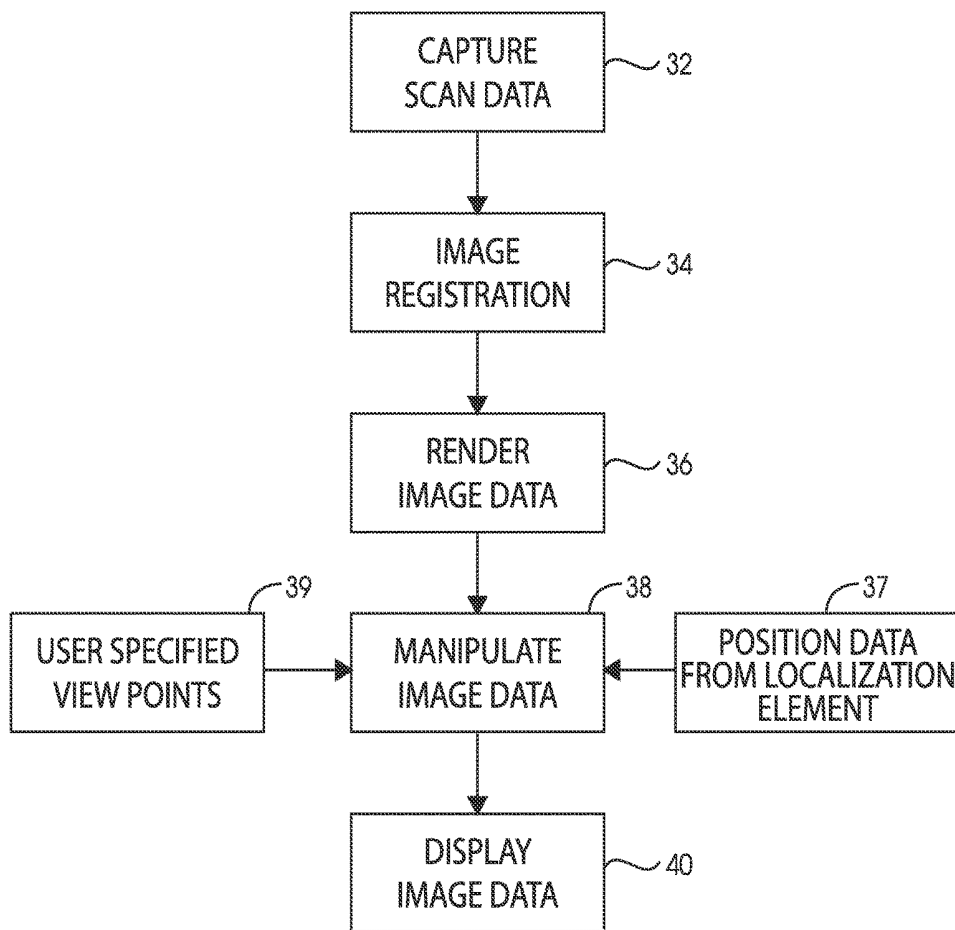 CAPTURE
SCAN DATA
32
IMAGE
REGISTRATION
34
RENDER
IMAGE DATA
36
39
38
37
USER SPECIFIED
VIEW POINTS
MANIPULATE
IMAGE DATA
POSITION DATA
FROM LOCALIZATION
ELEMENT
DISPLAY
IMAGE DATA
40